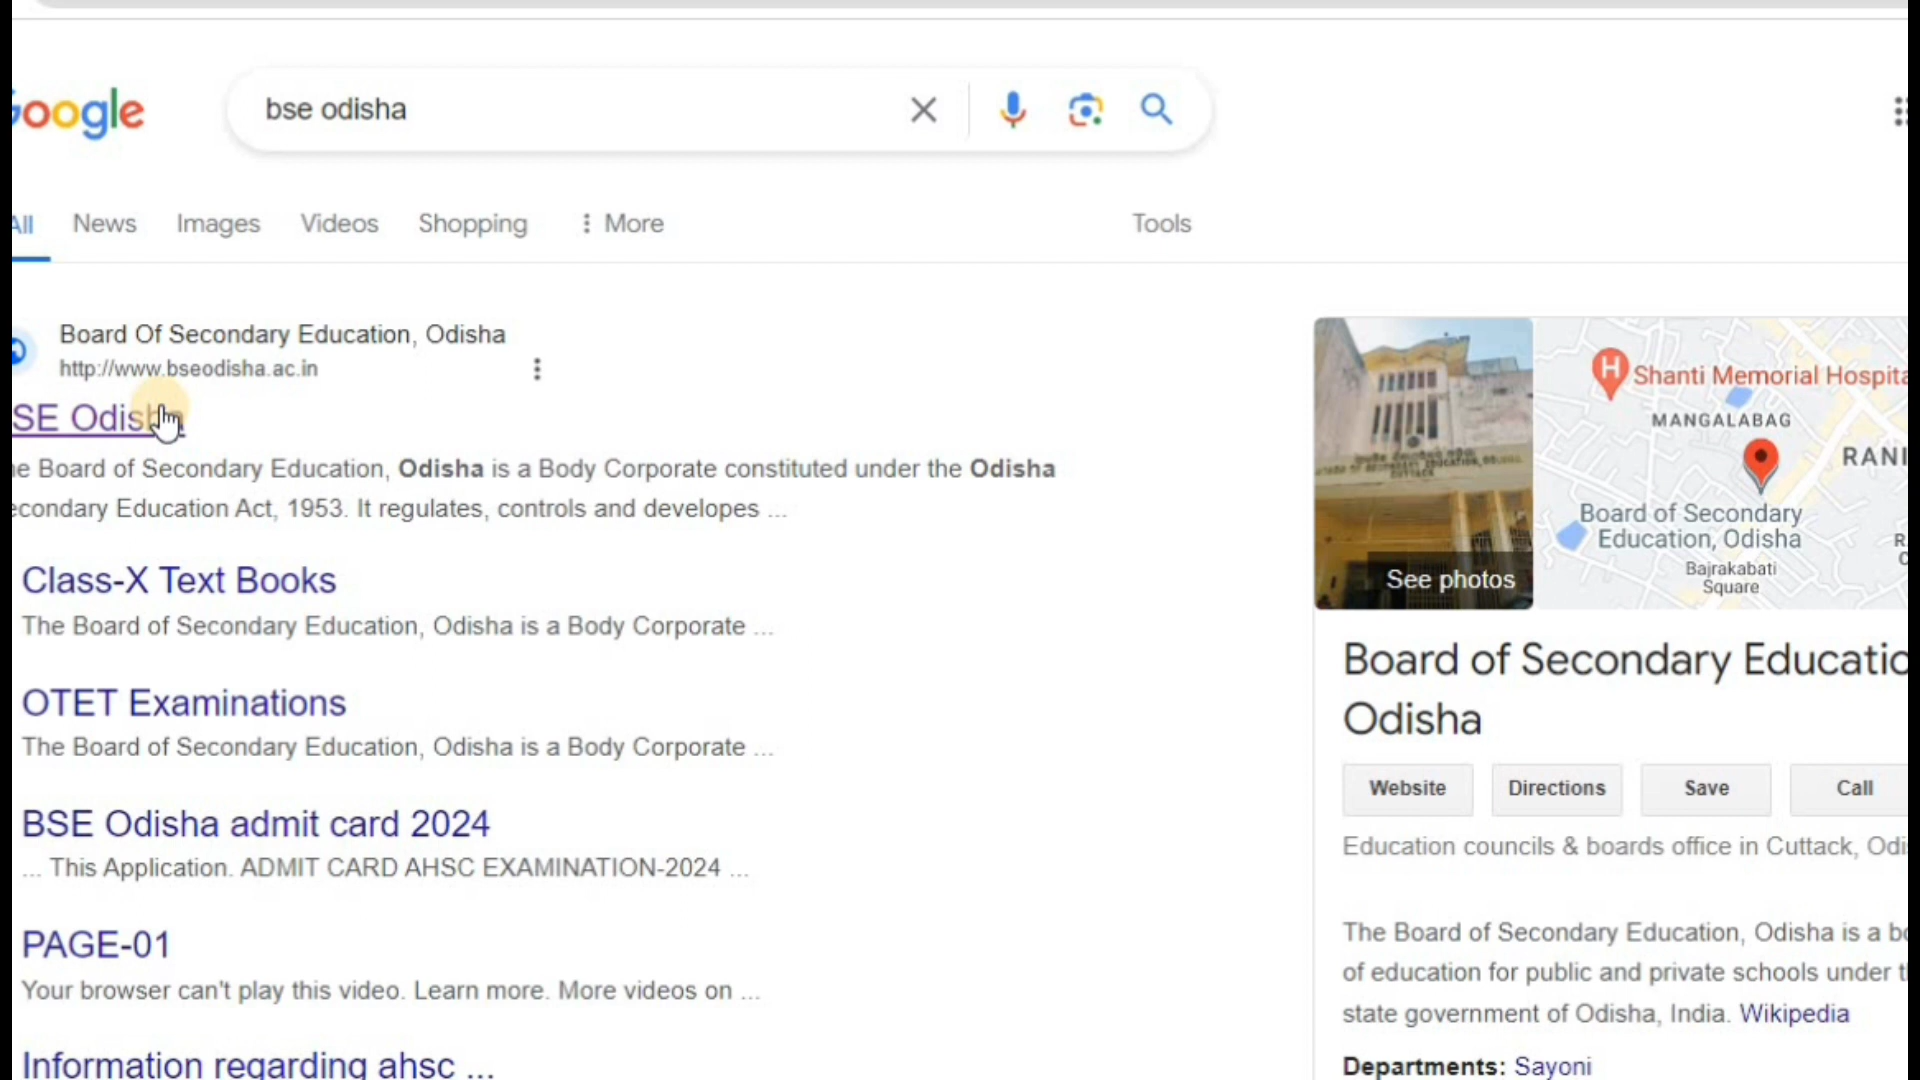 Google
bse odisha
All News Images Videos Shopping More
Tools
Board Of Secondary Education, Odisha
http://www.bseodisha.ac.in
SE Odisha
e Board of Secondary Education, Odisha is a Body Corporate constituted under the Odisha
econdary Education Act, 1953. It regulates, controls and developes ...
Class-X Text Books
The Board of Secondary Education, Odisha is a Body Corporate ...
OTET Examinations
The Board of Secondary Education, Odisha is a Body Corporate ...
BSE Odisha admit card 2024
... This Application. ADMIT CARD AHSC EXAMINATION-2024 ...
PAGE-01
Your browser can't play this video. Learn more. More videos on ...
Information regarding ahsc ...
See photos
H
Shanti Memorial Hospita
MANGALABAG
RANI
Board of Secondary
Education, Odisha
Bajrakabati
Square
Board of Secondary Educatio
Odisha
Website Directions Save Call
Education councils & boards office in Cuttack, Odi
The Board of Secondary Education, Odisha is a b
of education for public and private schools under t
state government of Odisha, India. Wikipedia
Departments: Sayoni